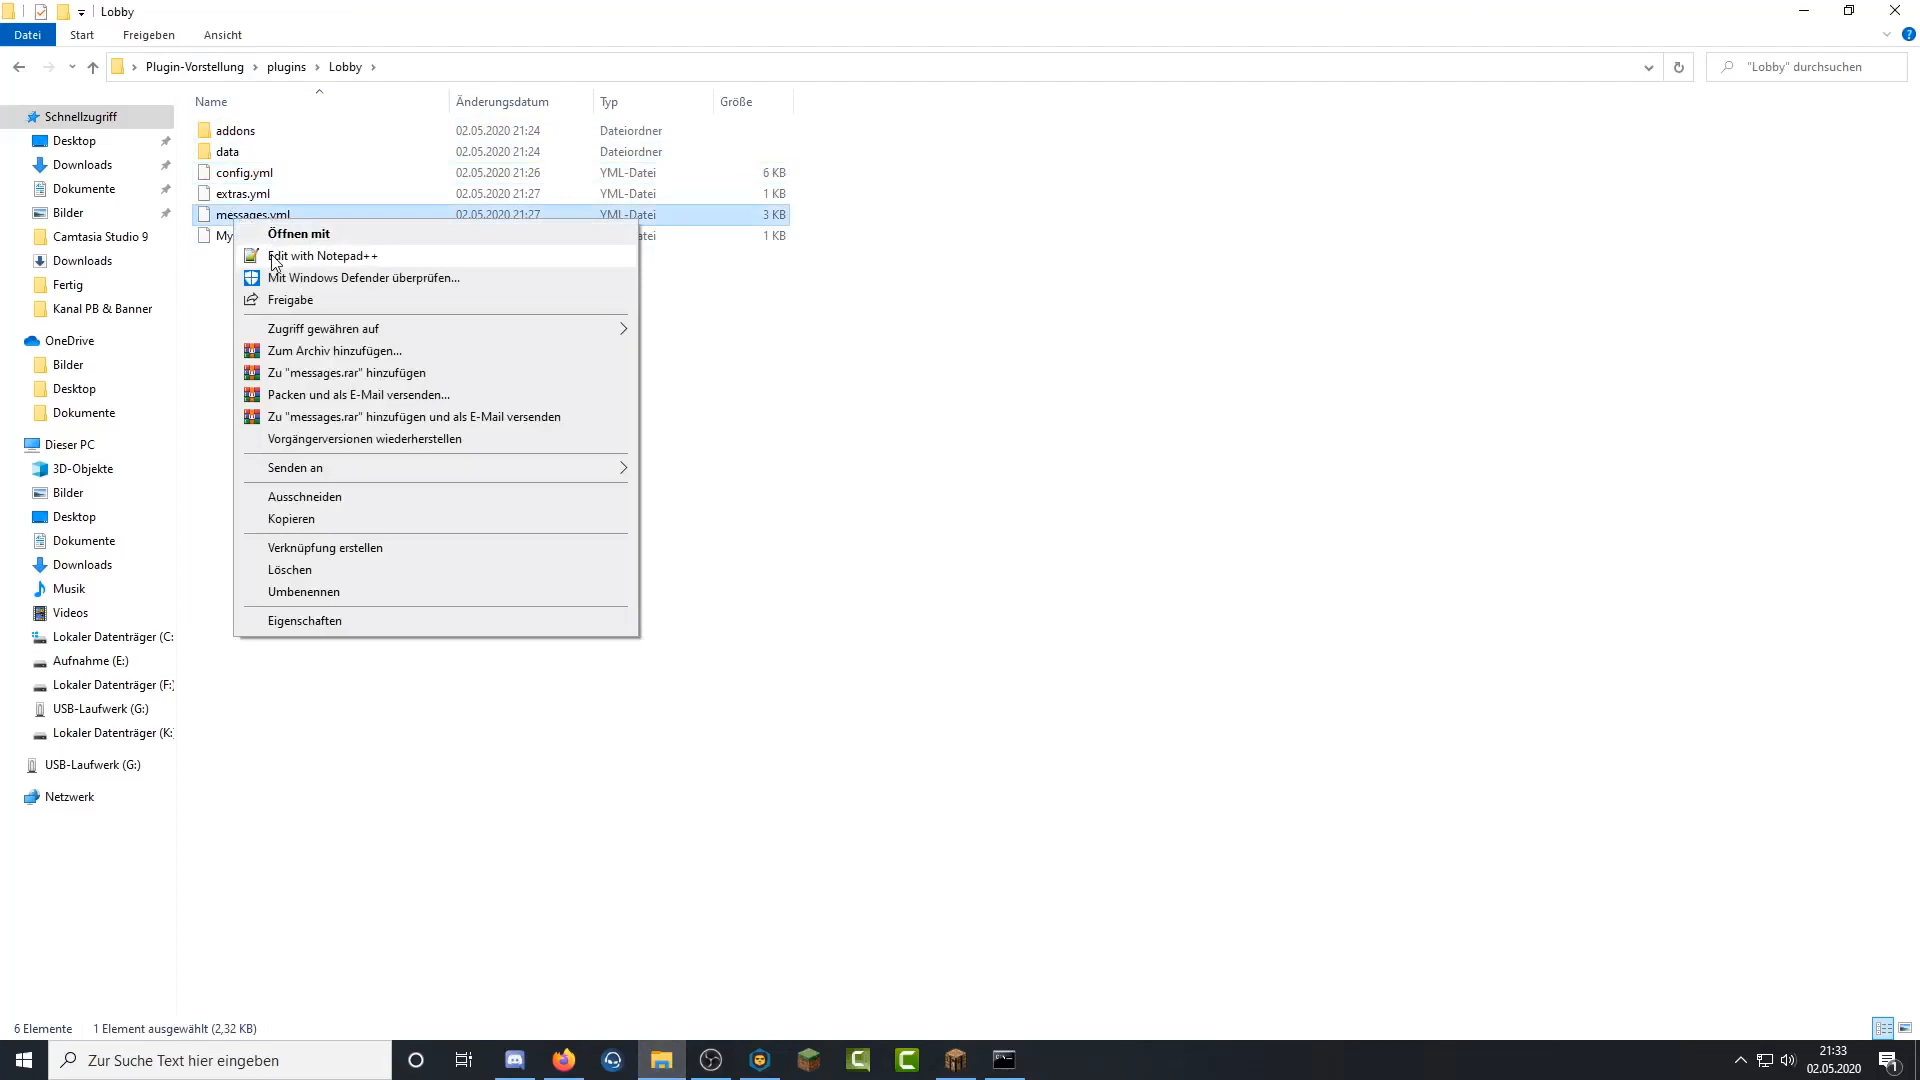 Lobby
Datei Start Freigeben Ansicht
Plugin-Vorstellung plugins Lobby "Lobby" durchsuchen
Name Änderungsdatum Typ Größe
Schnellzugriff
Desktop
Downloads
Dokumente
Bilder
Camtasia Studio 9
Downloads
Fertig
Kanal PB & Banner
OneDrive
Bilder
Desktop
Dokumente
Dieser PC
3D-Objekte
Bilder
Desktop
Dokumente
Downloads
Musik
Videos
Lokaler Datenträger (C:
Aufnahme (E:)
Lokaler Datenträger (F:)
USB-Laufwerk (G:)
Lokaler Datenträger (K:
USB-Laufwerk (G:)
Netzwerk
addons 02.05.2020 21:24 Dateiordner
data 02.05.2020 21:24 Dateiordner
config.yml 02.05.2020 21:26 YML-Datei 6 KB
extras.yml 02.05.2020 21:27 YML-Datei 1 KB
messages.yml 02.05.2020 21:27 YML-Datei 3 KB
My atei 1 KB
Öffnen mit
Edit with Notepad++
Mit Windows Defender überprüfen...
Freigabe
Zugriff gewähren auf
Zum Archiv hinzufügen...
Zu "messages.rar" hinzufügen
Packen und als E-Mail versenden...
Zu "messages.rar" hinzufügen und als E-Mail versenden
Vorgängerversionen wiederherstellen
Senden an
Ausschneiden
Kopieren
Verknüpfung erstellen
Löschen
Umbenennen
Eigenschaften
6 Elemente 1 Element ausgewählt (2,32 KB)
Zur Suche Text hier eingeben
21:33
02.05.2020
1